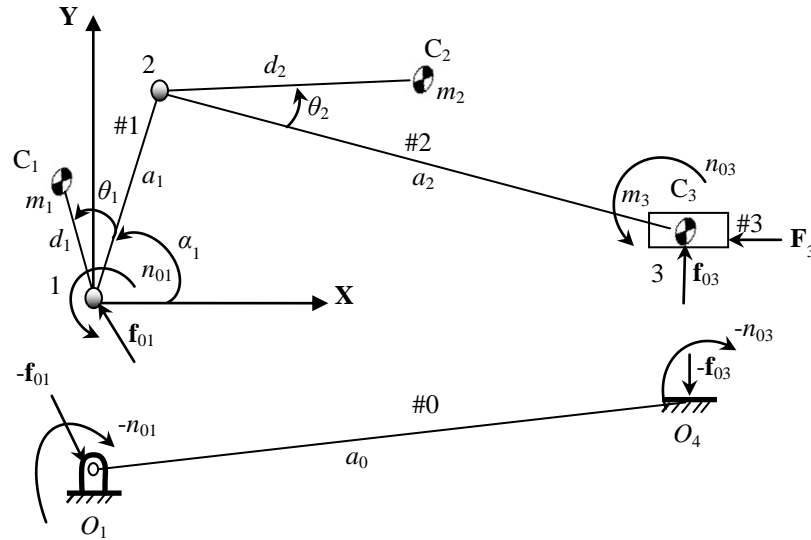 Y
C₂
2
d₂
m₂
θ₂
#1
#2
C₁
θ₁
a₁
a₂
n₀₃
m₁
m₃
C₃
d₁
α₁
#3
F₃
1
n₀₁
X
3
f₀₃
f₀₁
-n₀₃
-f₀₁
-f₀₃
#0
-n₀₁
a₀
O₄
O₁